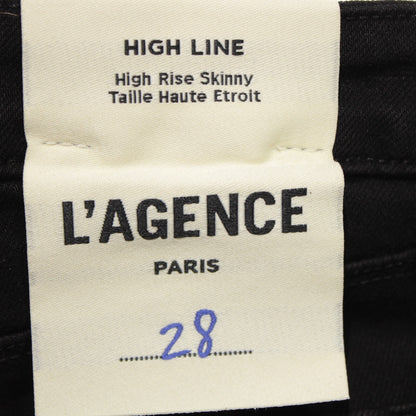 HIGH LINE
High Rise Skinny
Taille Haute Etroit
L'AGENCE
PARIS
28